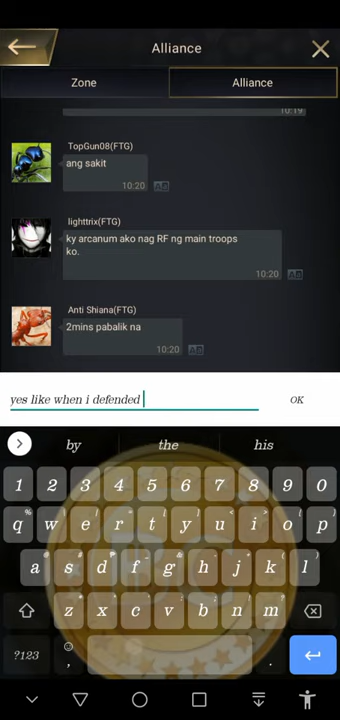 Alliance
Zone
Alliance
10:19
TopGun08(FTG)
ang sakit
10:20
lighttrix(FTG)
ky arcanum ako nag RF ng main troops
ko.
10:20
Anti Shiana(FTG)
2mins pabalik na
10:20
yes like when i defended
OK
by the his
1 2 3 4 5 6 7 8 9 0
q w e r t y u i o p
a s d f g h j k l
z x c v b n m
?123 , .